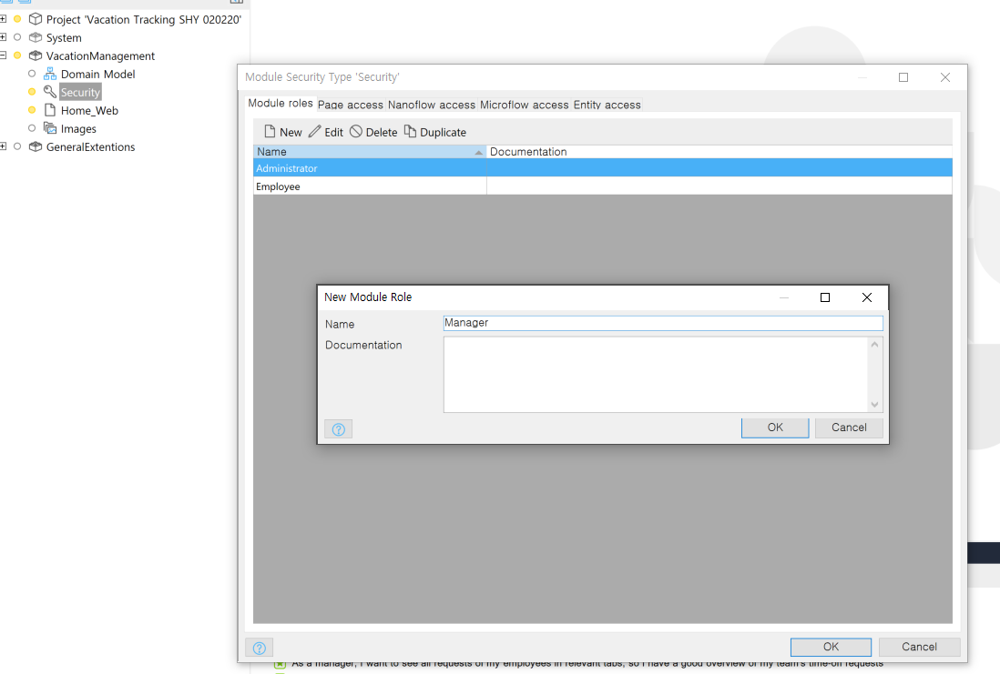 Project 'Vacation Tracking SHY 020220'
System
VacationManagement
Domain Model
Security
Home_Web
Images
GeneralExtentions
Module Security Type 'Security'
Module roles Page access Nanoflow access Microflow access Entity access
New Edit Delete Duplicate
Name Documentation
Administrator
Employee
New Module Role
Name Manager
Documentation
OK Cancel
OK Cancel
As a manager, I want to see all requests of my employees in relevant tabs, so I have a good overview of my team's time-off requests